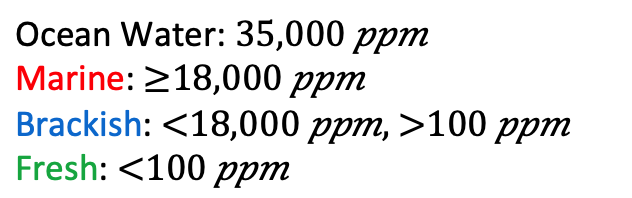 Ocean Water: 35,000 ppm
Marine: ≥18,000 ppm
Brackish: <18,000 ppm, >100 ppm
Fresh: <100 ppm